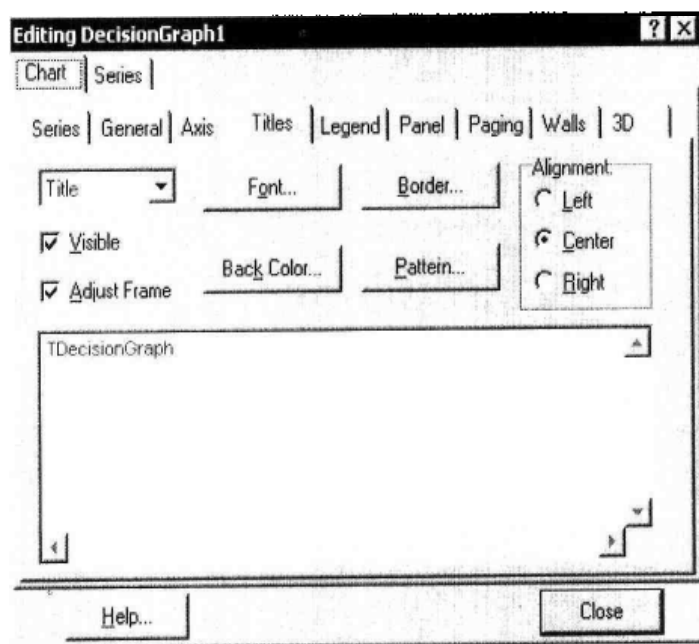 Editing DecisionGraph1
Chart Series
Series General Axis Titles Legend Panel Paging Walls 3D
Title Font... Border... Alignment:
Left
Visible
Center
Back Color... Pattein...
Adjust Frame Right
TDecisionGraph
Help... Close